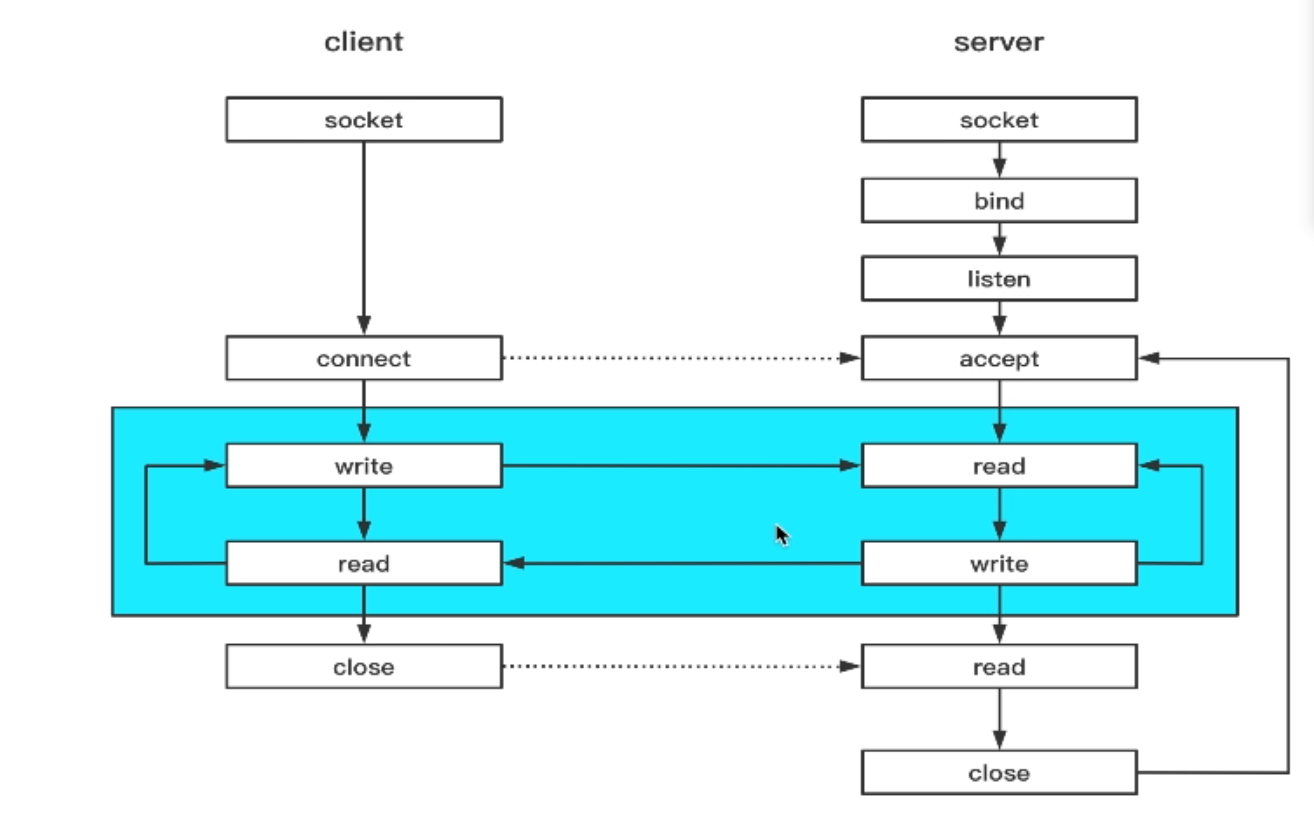 client
server
socket
socket
bind
listen
connect
accept
write
read
read
write
close
read
close